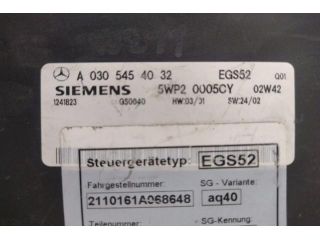 A 030 545 40 32 EGS52 Q01
SIEMENS 5WP2 0005CY 02W42
1241823 G50040 HW:03/01 SW:24/02
Steuergerätetyp: EGS52
Fahrgestellnummer: SG - Variante:
2110161A068648 aq40
Teilenummer: SG-Kennung: